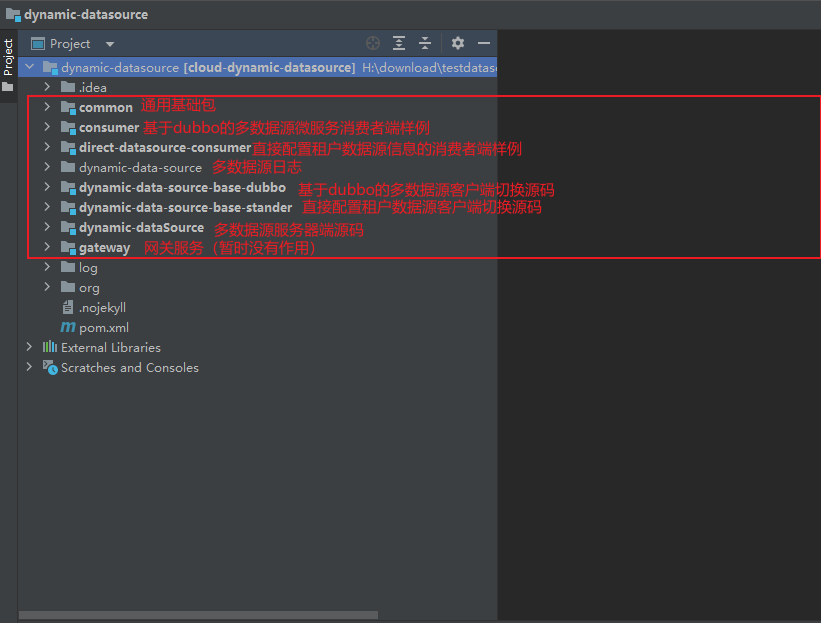 dynamic-datasource
Project
Project
dynamic-datasource [cloud-dynamic-datasource] H:\download\testdataso
.idea
common 通用基础包
consumer 基于dubbo的多数据源微服务消费者端样例
direct-datasource-consumer直接配置租户数据源信息的消费者端样例
dynamic-data-source 多数据源日志
dynamic-data-source-base-dubbo 基于dubbo的多数据源客户端切换源码
dynamic-data-source-base-stander 直接配置租户数据源客户端切换源码
dynamic-dataSource 多数据源服务器端源码
gateway 网关服务（暂时没有作用）
log
org
.nojekyll
m pom.xml
External Libraries
Scratches and Consoles